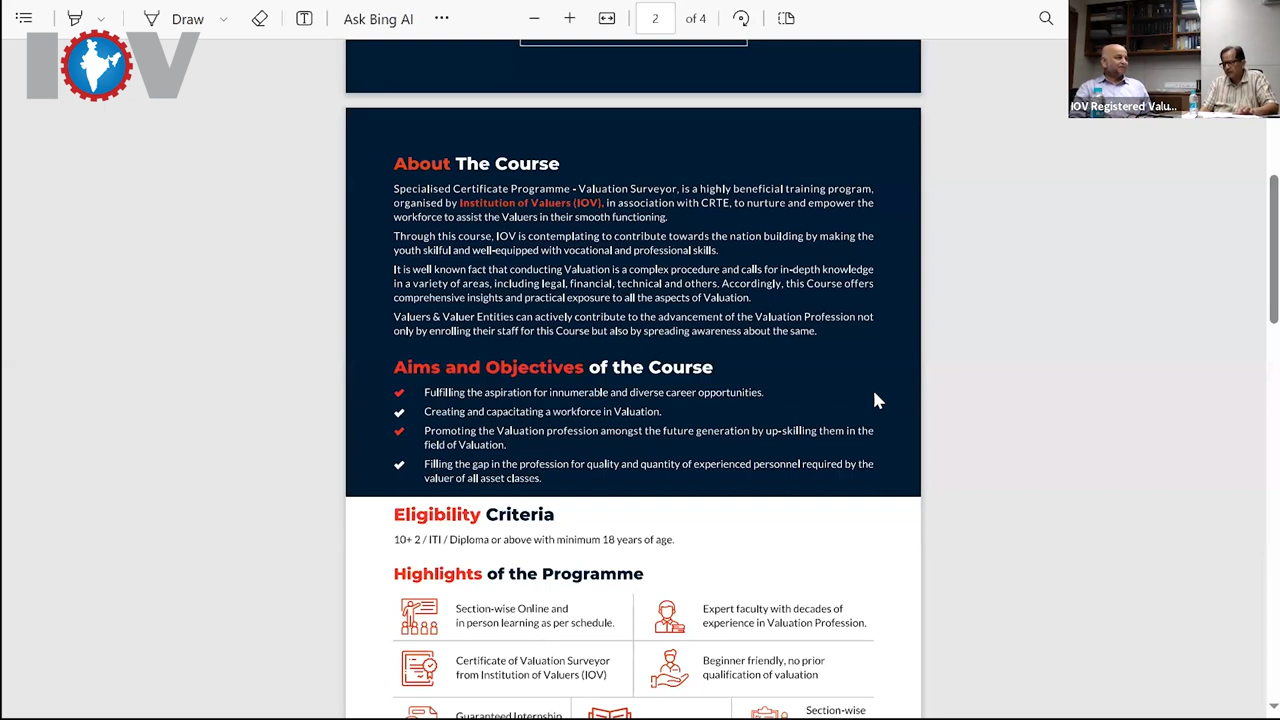 Draw
Ask Bing AI
2
of 4
IOV
IOV Registered Valu...
About The Course
Specialised Certificate Programme - Valuation Surveyor, is a highly beneficial training program,
organised by Institution of Valuers (IOV), in association with CRTE, to nurture and empower the
workforce to assist the Valuers in their smooth functioning.
Through this course, IOV is contemplating to contribute towards the nation building by making the
youth skilful and well-equipped with vocational and professional skills.
It is well known fact that conducting Valuation is a complex procedure and calls for in-depth knowledge
in a variety of areas, including legal, financial, technical and others. Accordingly, this Course offers
comprehensive insights and practical exposure to all the aspects of Valuation.
Valuers & Valuer Entities can actively contribute to the advancement of the Valuation Profession not
only by enrolling their staff for this Course but also by spreading awareness about the same.
Aims and Objectives of the Course
Fulfilling the aspiration for innumerable and diverse career opportunities.
Creating and capacitating a workforce in Valuation.
Promoting the Valuation profession amongst the future generation by up-skilling them in the
field of Valuation.
Filling the gap in the profession for quality and quantity of experienced personnel required by the
valuer of all asset classes.
Eligibility Criteria
10+ 2 / ITI / Diploma or above with minimum 18 years of age.
Highlights of the Programme
Section-wise Online and
in person learning as per schedule.
Expert faculty with decades of
experience in Valuation Profession.
Certificate of Valuation Surveyor
from Institution of Valuers (IOV)
Beginner friendly, no prior
qualification of valuation
Guaranteed Internship
Section-wise